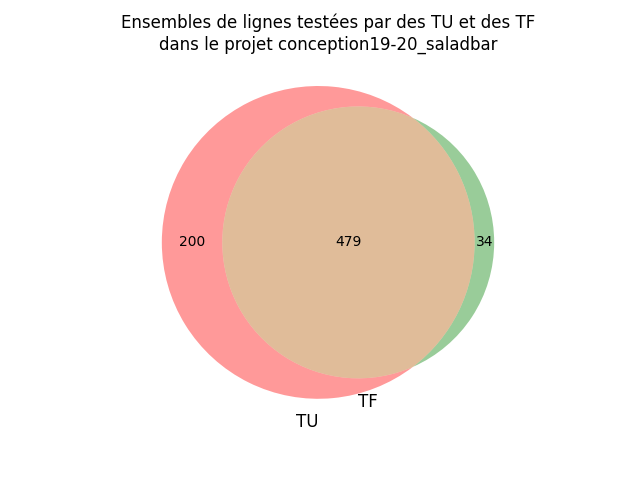 Ensembles de lignes testées par des TU et des TF
dans le projet conception19-20_saladbar
200
479
34
TF
TU